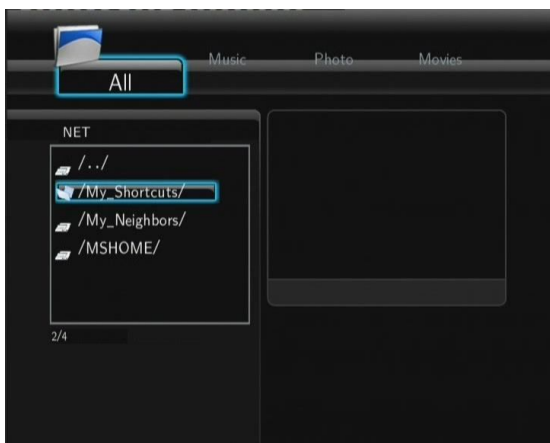 Music Photo Movies
All
NET
/../
/My_Shortcuts/
/My_Neighbors/
/MSHOME/
2/4